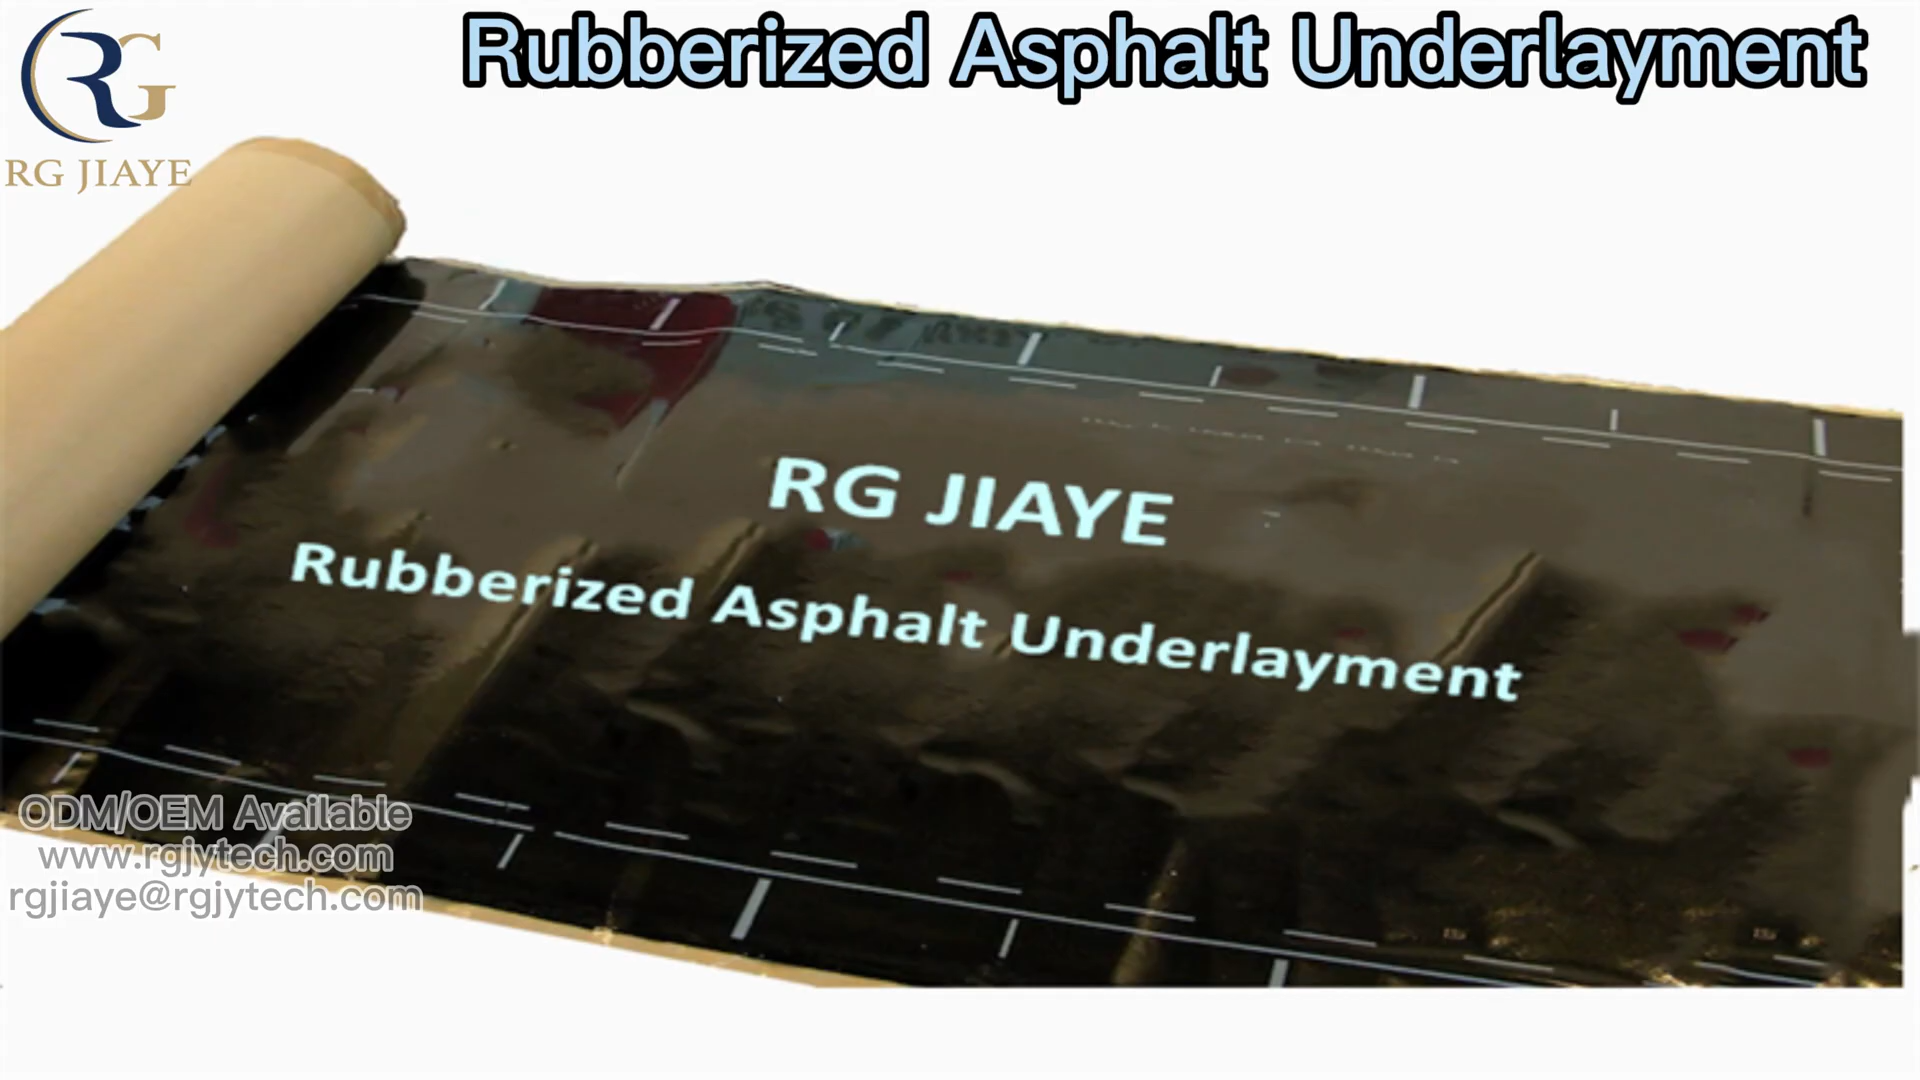 Rubberized Asphalt Underlayment
RG
RG JIAYE
RG JIAYE
Rubberized Asphalt Underlayment
ODM/OEM Available
www.rgjytech.com
rgjiaye@rgjytech.com